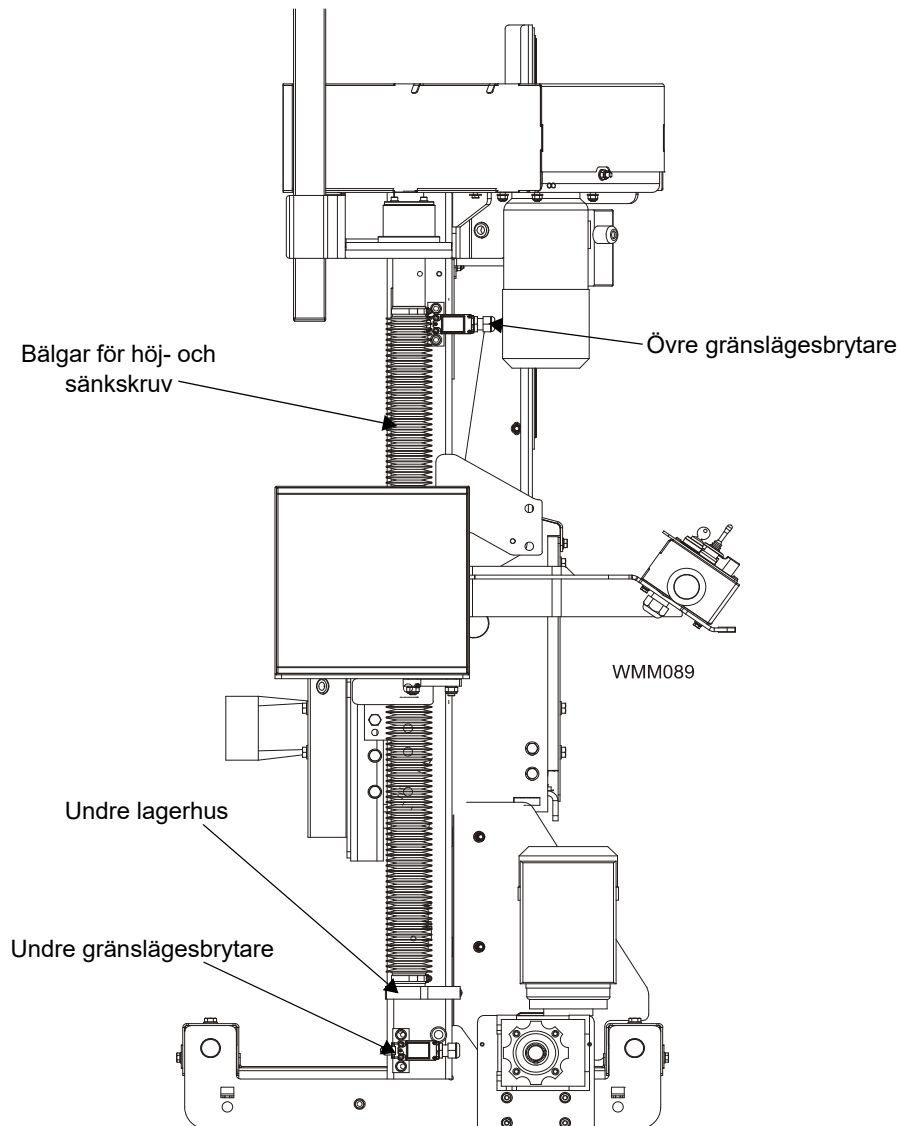 Övre gränslägesbrytare
Bälgar för höj- och
sänkskruv
WMM089
Undre lagerhus
Undre gränslägesbrytare